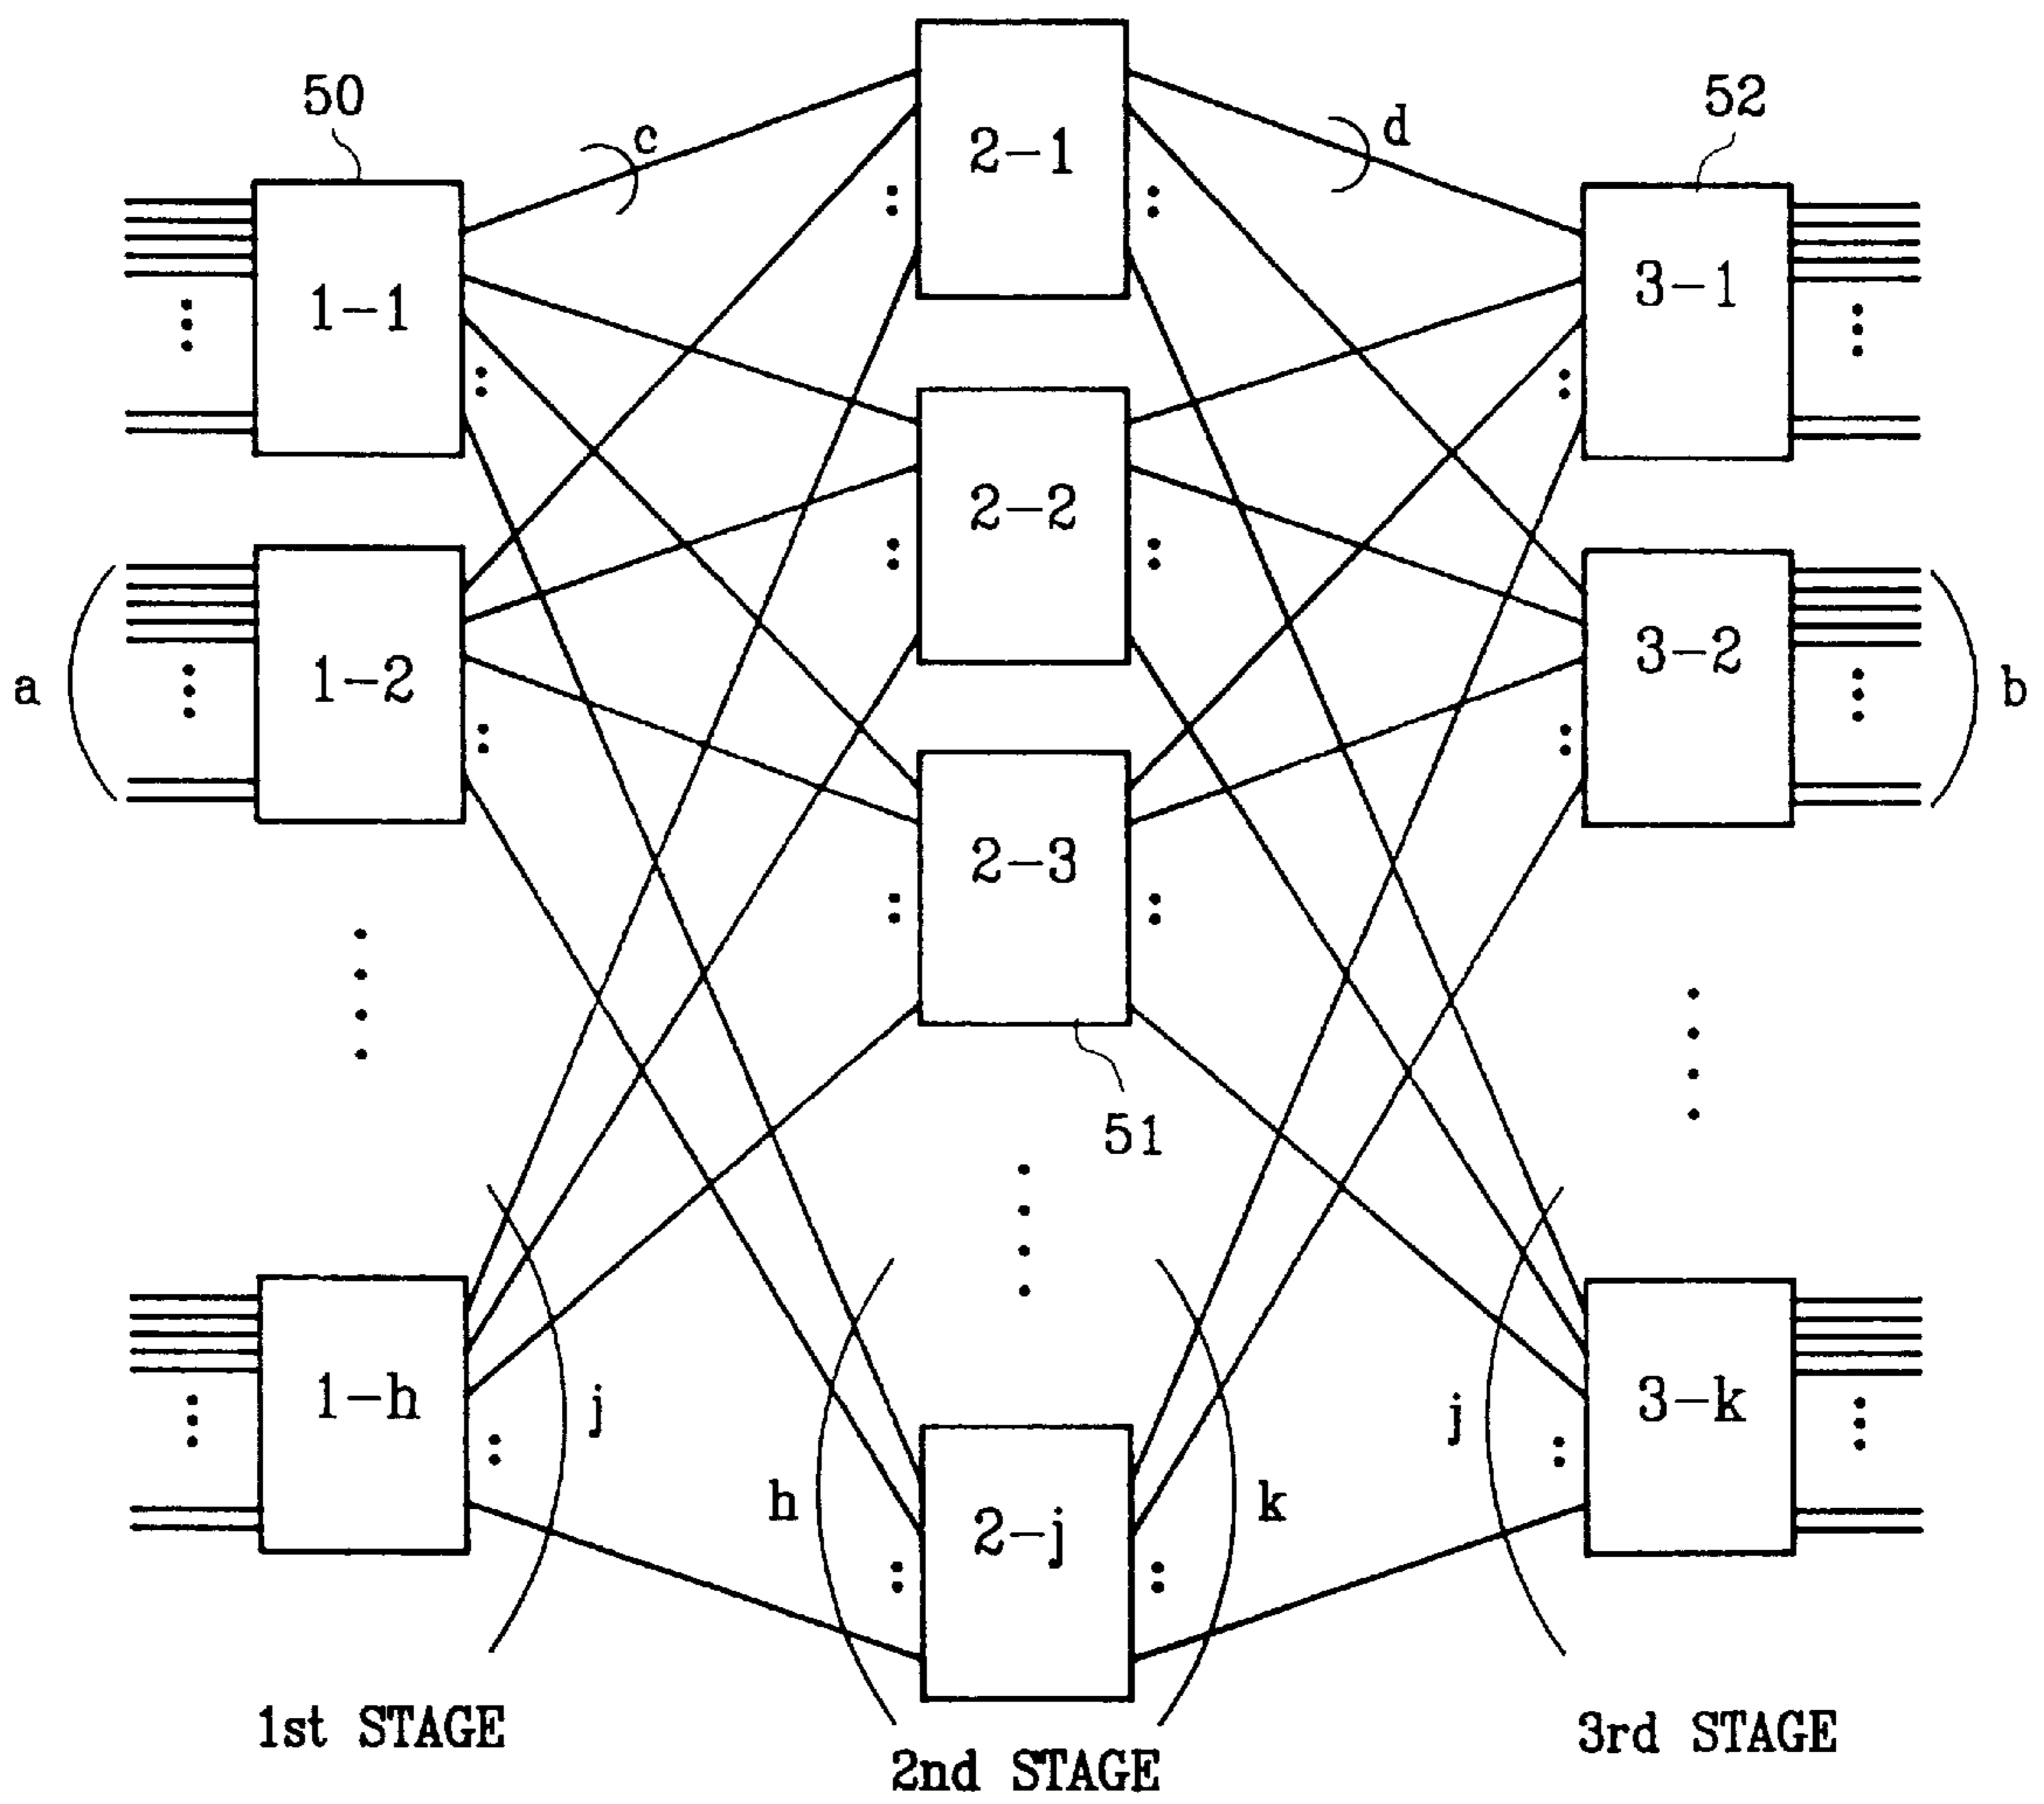 50
c
2-1
d
52
1-1
3-1
2-2
a
1-2
3-2
b
2-3
51
1-h
j
h
2-j
k
j
3-k
1st STAGE
2nd STAGE
3rd STAGE